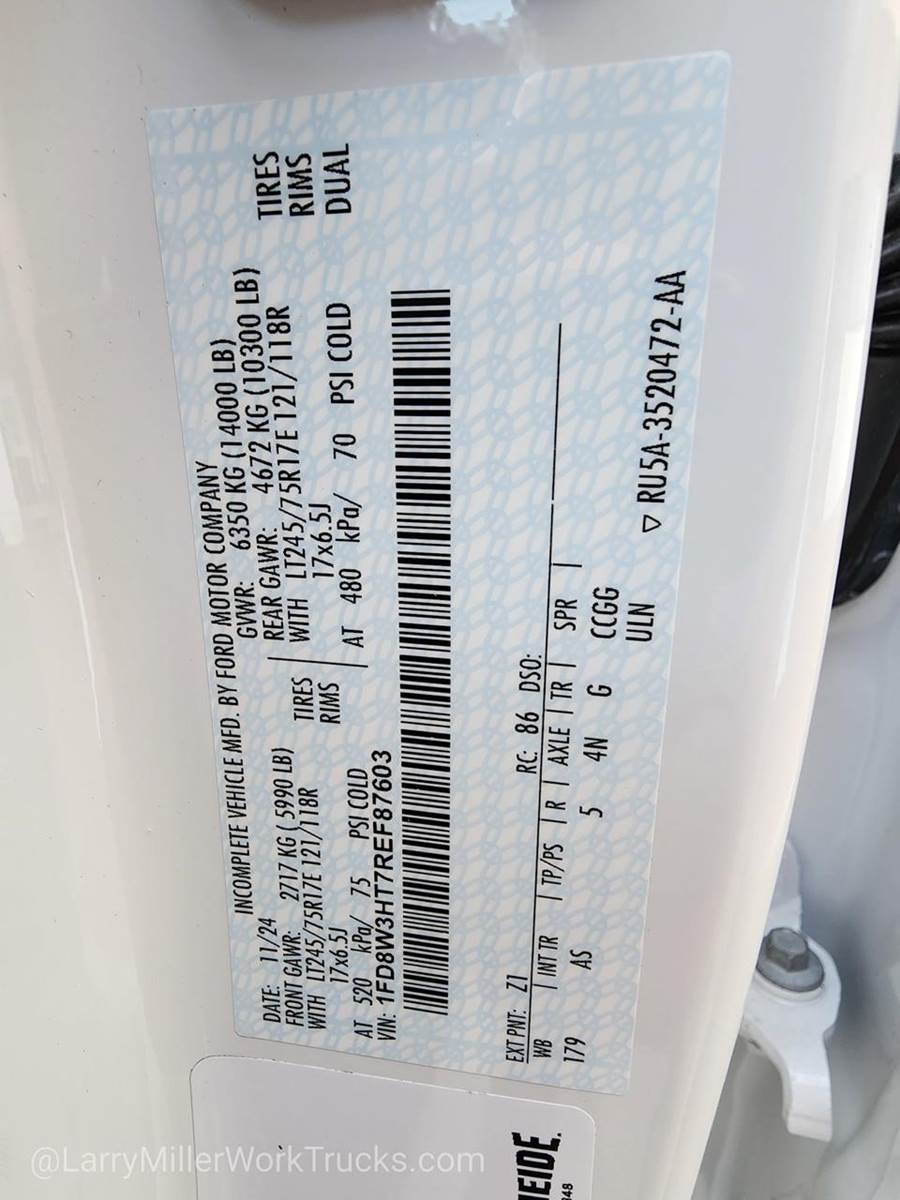 INCOMPLETE VEHICLE MFD. BY FORD MOTOR COMPANY
DATE: 11/24 GVWR: 6350 KG (14000 LB)
FRONT GAWR: 2717 KG ( 5990 LB) REAR GAWR: 4672 KG (10300 LB)
WITH LT245/75R17E 121/118R TIRES WITH LT245/75R17E 121/118R TIRES
17x6.5J RIMS 17x6.5J RIMS
AT 520 kPa/ 75 PSI COLD AT 480 kPa/ 70 PSI COLD DUAL
VIN: 1FD8W3HT7REF87603
EXT PNT: Z1 RC: 86 DSO:
WB INT TR TP/PS R AXLE TR SPR
179 AS 5 4N G CCGG
ULN
▽ RU5A-3520472-AA
EIDE.
848
@LarryMillerWorkTrucks.com